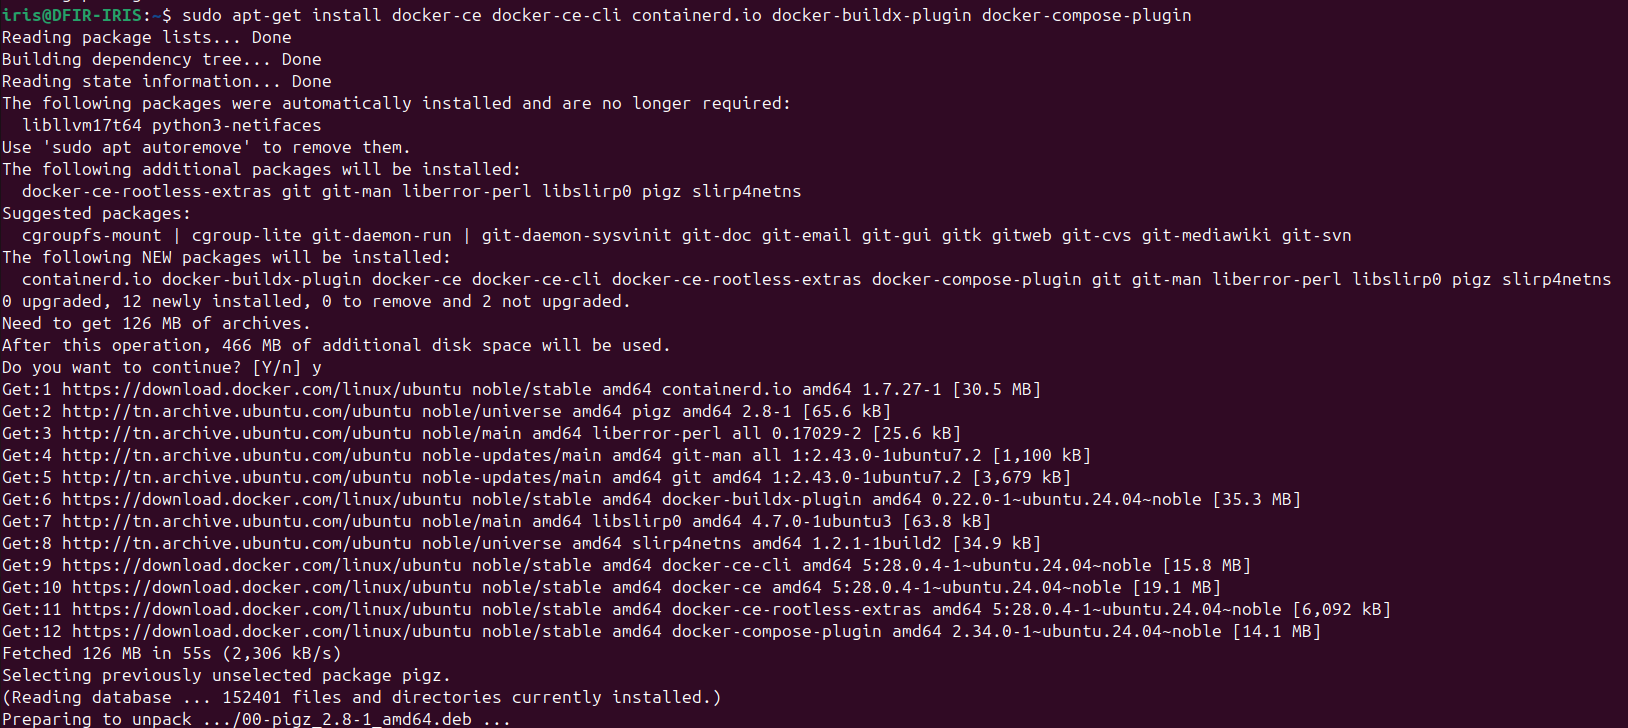 iris@DFIR-IRIS:~$ sudo apt-get install docker-ce docker-ce-cli containerd.io docker-buildx-plugin docker-compose-plugin
Reading package lists... Done
Building dependency tree... Done
Reading state information... Done
The following packages were automatically installed and are no longer required:
  libllvm17t64 python3-netifaces
Use 'sudo apt autoremove' to remove them.
The following additional packages will be installed:
  docker-ce-rootless-extras git git-man liberror-perl libslirp0 pigz slirp4netns
Suggested packages:
  cgroupfs-mount | cgroup-lite git-daemon-run | git-daemon-sysvinit git-doc git-email git-gui gitk gitweb git-cvs git-mediawiki git-svn
The following NEW packages will be installed:
  containerd.io docker-buildx-plugin docker-ce docker-ce-cli docker-ce-rootless-extras docker-compose-plugin git git-man liberror-perl libslirp0 pigz slirp4netns
0 upgraded, 12 newly installed, 0 to remove and 2 not upgraded.
Need to get 126 MB of archives.
After this operation, 466 MB of additional disk space will be used.
Do you want to continue? [Y/n] y
Get:1 https://download.docker.com/linux/ubuntu noble/stable amd64 containerd.io amd64 1.7.27-1 [30.5 MB]
Get:2 http://tn.archive.ubuntu.com/ubuntu noble/universe amd64 pigz amd64 2.8-1 [65.6 kB]
Get:3 http://tn.archive.ubuntu.com/ubuntu noble/main amd64 liberror-perl all 0.17029-2 [25.6 kB]
Get:4 http://tn.archive.ubuntu.com/ubuntu noble-updates/main amd64 git-man all 1:2.43.0-1ubuntu7.2 [1,100 kB]
Get:5 http://tn.archive.ubuntu.com/ubuntu noble-updates/main amd64 git amd64 1:2.43.0-1ubuntu7.2 [3,679 kB]
Get:6 https://download.docker.com/linux/ubuntu noble/stable amd64 docker-buildx-plugin amd64 0.22.0-1~ubuntu.24.04~noble [35.3 MB]
Get:7 http://tn.archive.ubuntu.com/ubuntu noble/main amd64 libslirp0 amd64 4.7.0-1ubuntu3 [63.8 kB]
Get:8 http://tn.archive.ubuntu.com/ubuntu noble/universe amd64 slirp4netns amd64 1.2.1-1build2 [34.9 kB]
Get:9 https://download.docker.com/linux/ubuntu noble/stable amd64 docker-ce-cli amd64 5:28.0.4-1~ubuntu.24.04~noble [15.8 MB]
Get:10 https://download.docker.com/linux/ubuntu noble/stable amd64 docker-ce amd64 5:28.0.4-1~ubuntu.24.04~noble [19.1 MB]
Get:11 https://download.docker.com/linux/ubuntu noble/stable amd64 docker-ce-rootless-extras amd64 5:28.0.4-1~ubuntu.24.04~noble [6,092 kB]
Get:12 https://download.docker.com/linux/ubuntu noble/stable amd64 docker-compose-plugin amd64 2.34.0-1~ubuntu.24.04~noble [14.1 MB]
Fetched 126 MB in 55s (2,306 kB/s)
Selecting previously unselected package pigz.
(Reading database ... 152401 files and directories currently installed.)
Preparing to unpack .../00-pigz_2.8-1_amd64.deb ...